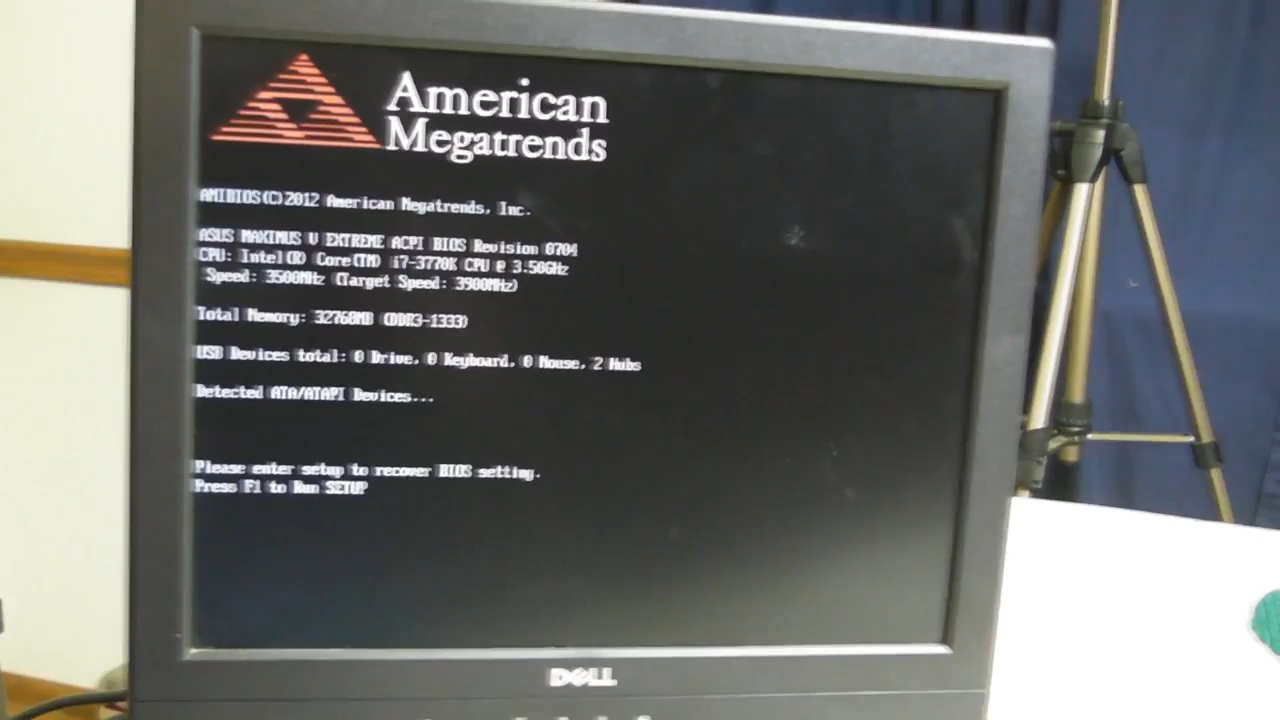 American
Megatrends
AMIBIOS(C)2012 American Megatrends, Inc.
ASUS MAXIMUS V EXTREME ACPI BIOS Revision 0704
CPU: Intel(R) Core(TM) i7-3770K CPU @ 3.50GHz
Speed: 3500MHz (Target Speed: 3900MHz)
Total Memory: 32768MB (DDR3-1333)
USB Devices total: 0 Drive, 0 Keyboard, 0 Mouse, 2 Hubs
Detected ATA/ATAPI Devices...
Please enter setup to recover BIOS setting.
Press F1 to Run SETUP
DELL